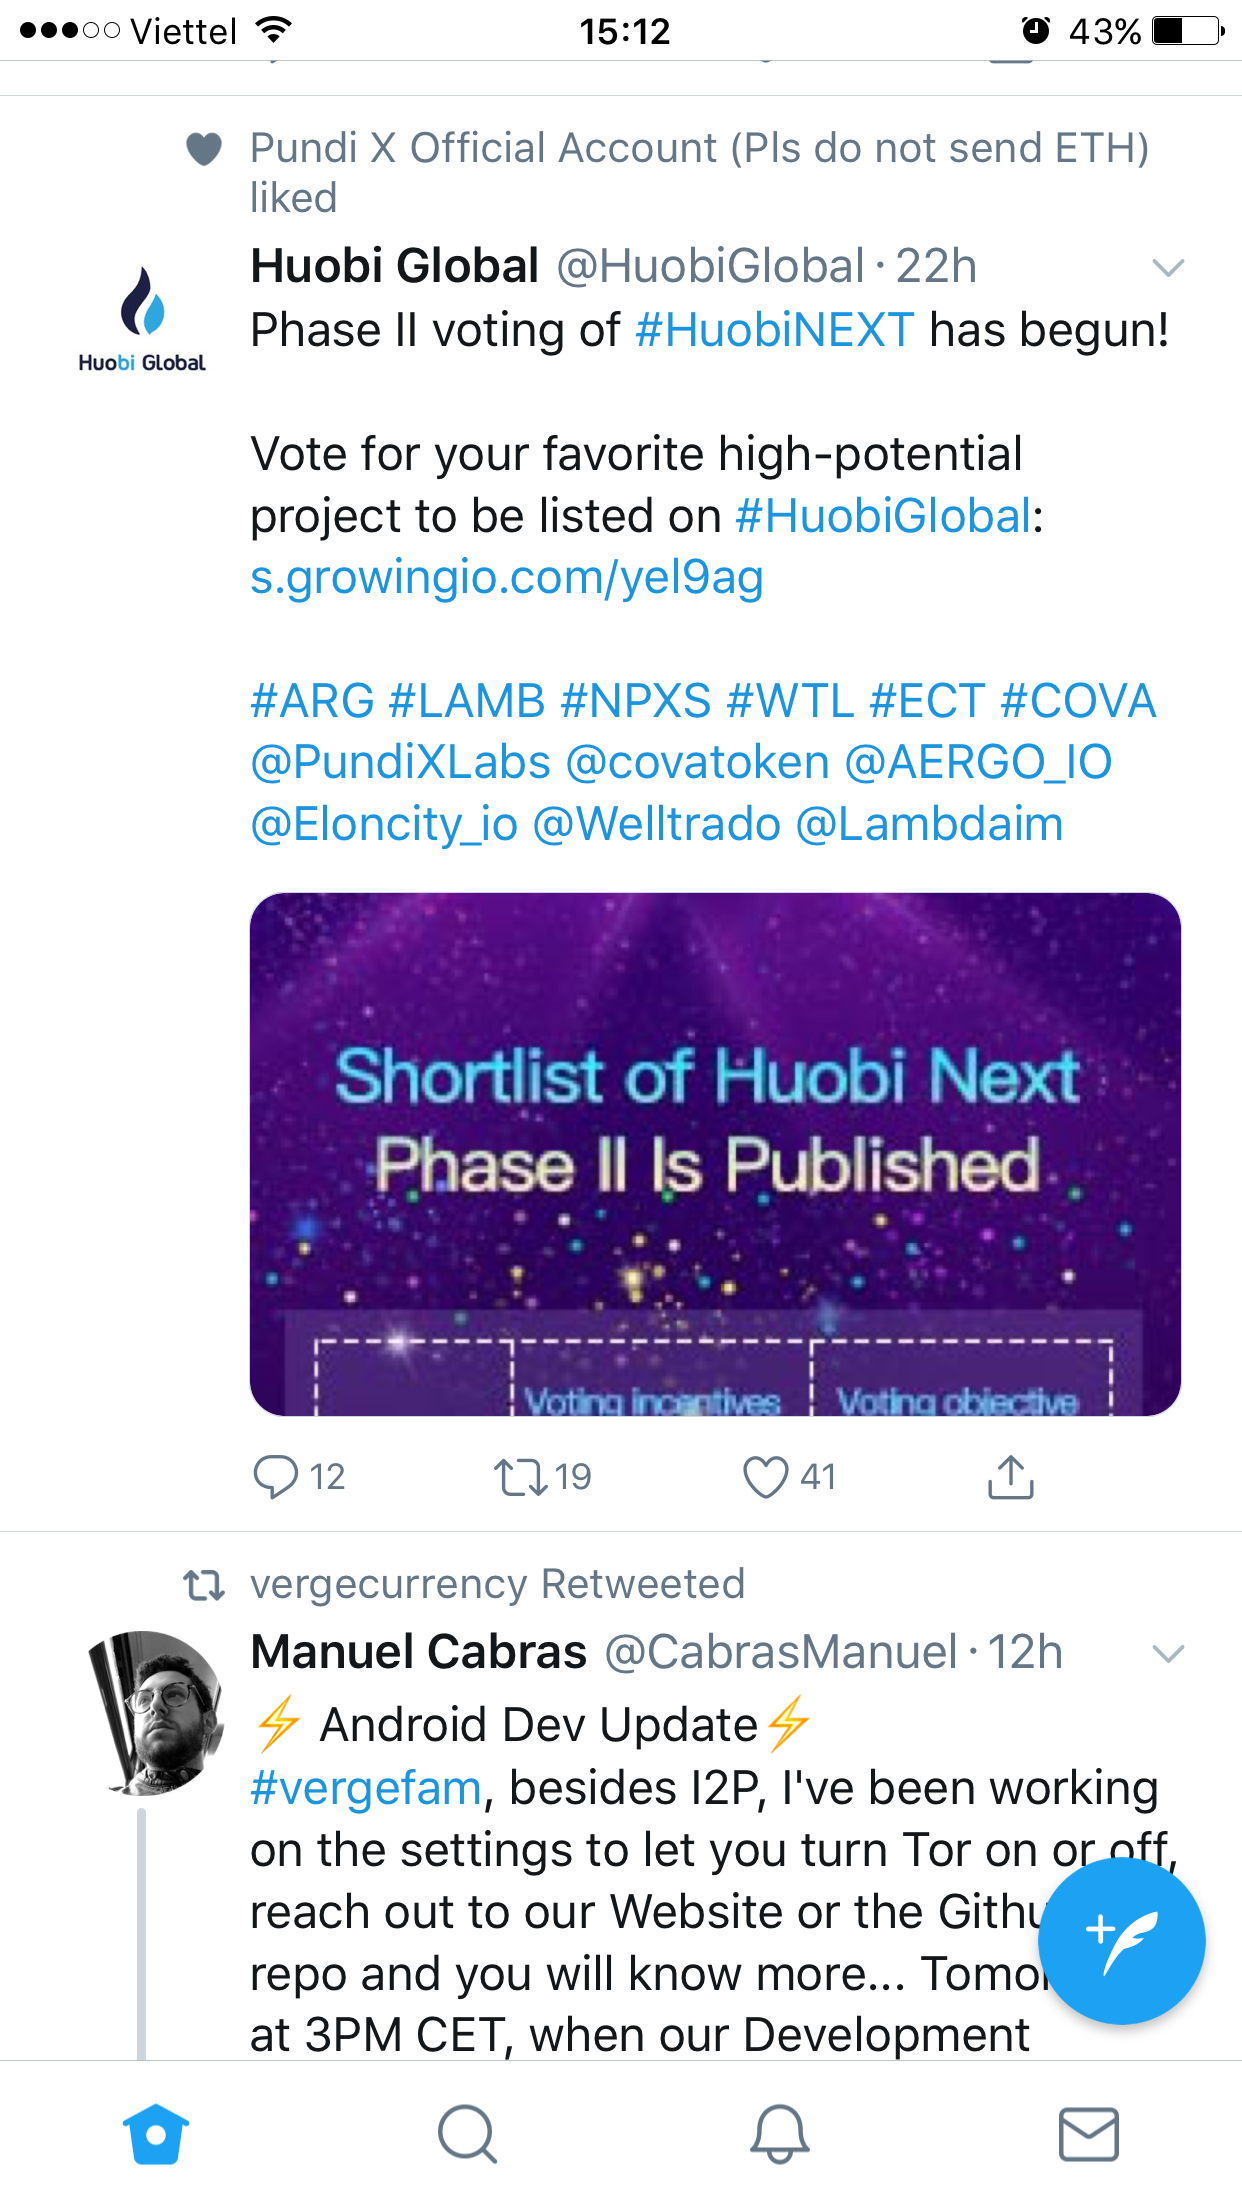 Viettel 15:12 43%
Pundi X Official Account (Pls do not send ETH)
liked
Huobi Global @HuobiGlobal · 22h
Huobi Global
Phase II voting of #HuobiNEXT has begun!
Vote for your favorite high-potential
project to be listed on #HuobiGlobal:
s.growingio.com/yel9ag
#ARG #LAMB #NPXS #WTL #ECT #COVA
@PundiXLabs @covatoken @AERGO_IO
@Eloncity_io @Welltrado @Lambdaim
Shortlist of Huobi Next
Phase II Is Published
Voting incentives Voting objective
12 19 41
vergecurrency Retweeted
Manuel Cabras @CabrasManuel · 12h
⚡ Android Dev Update⚡
#vergefam, besides I2P, I've been working
on the settings to let you turn Tor on or off,
reach out to our Website or the Githu
repo and you will know more... Tomor
at 3PM CET, when our Development